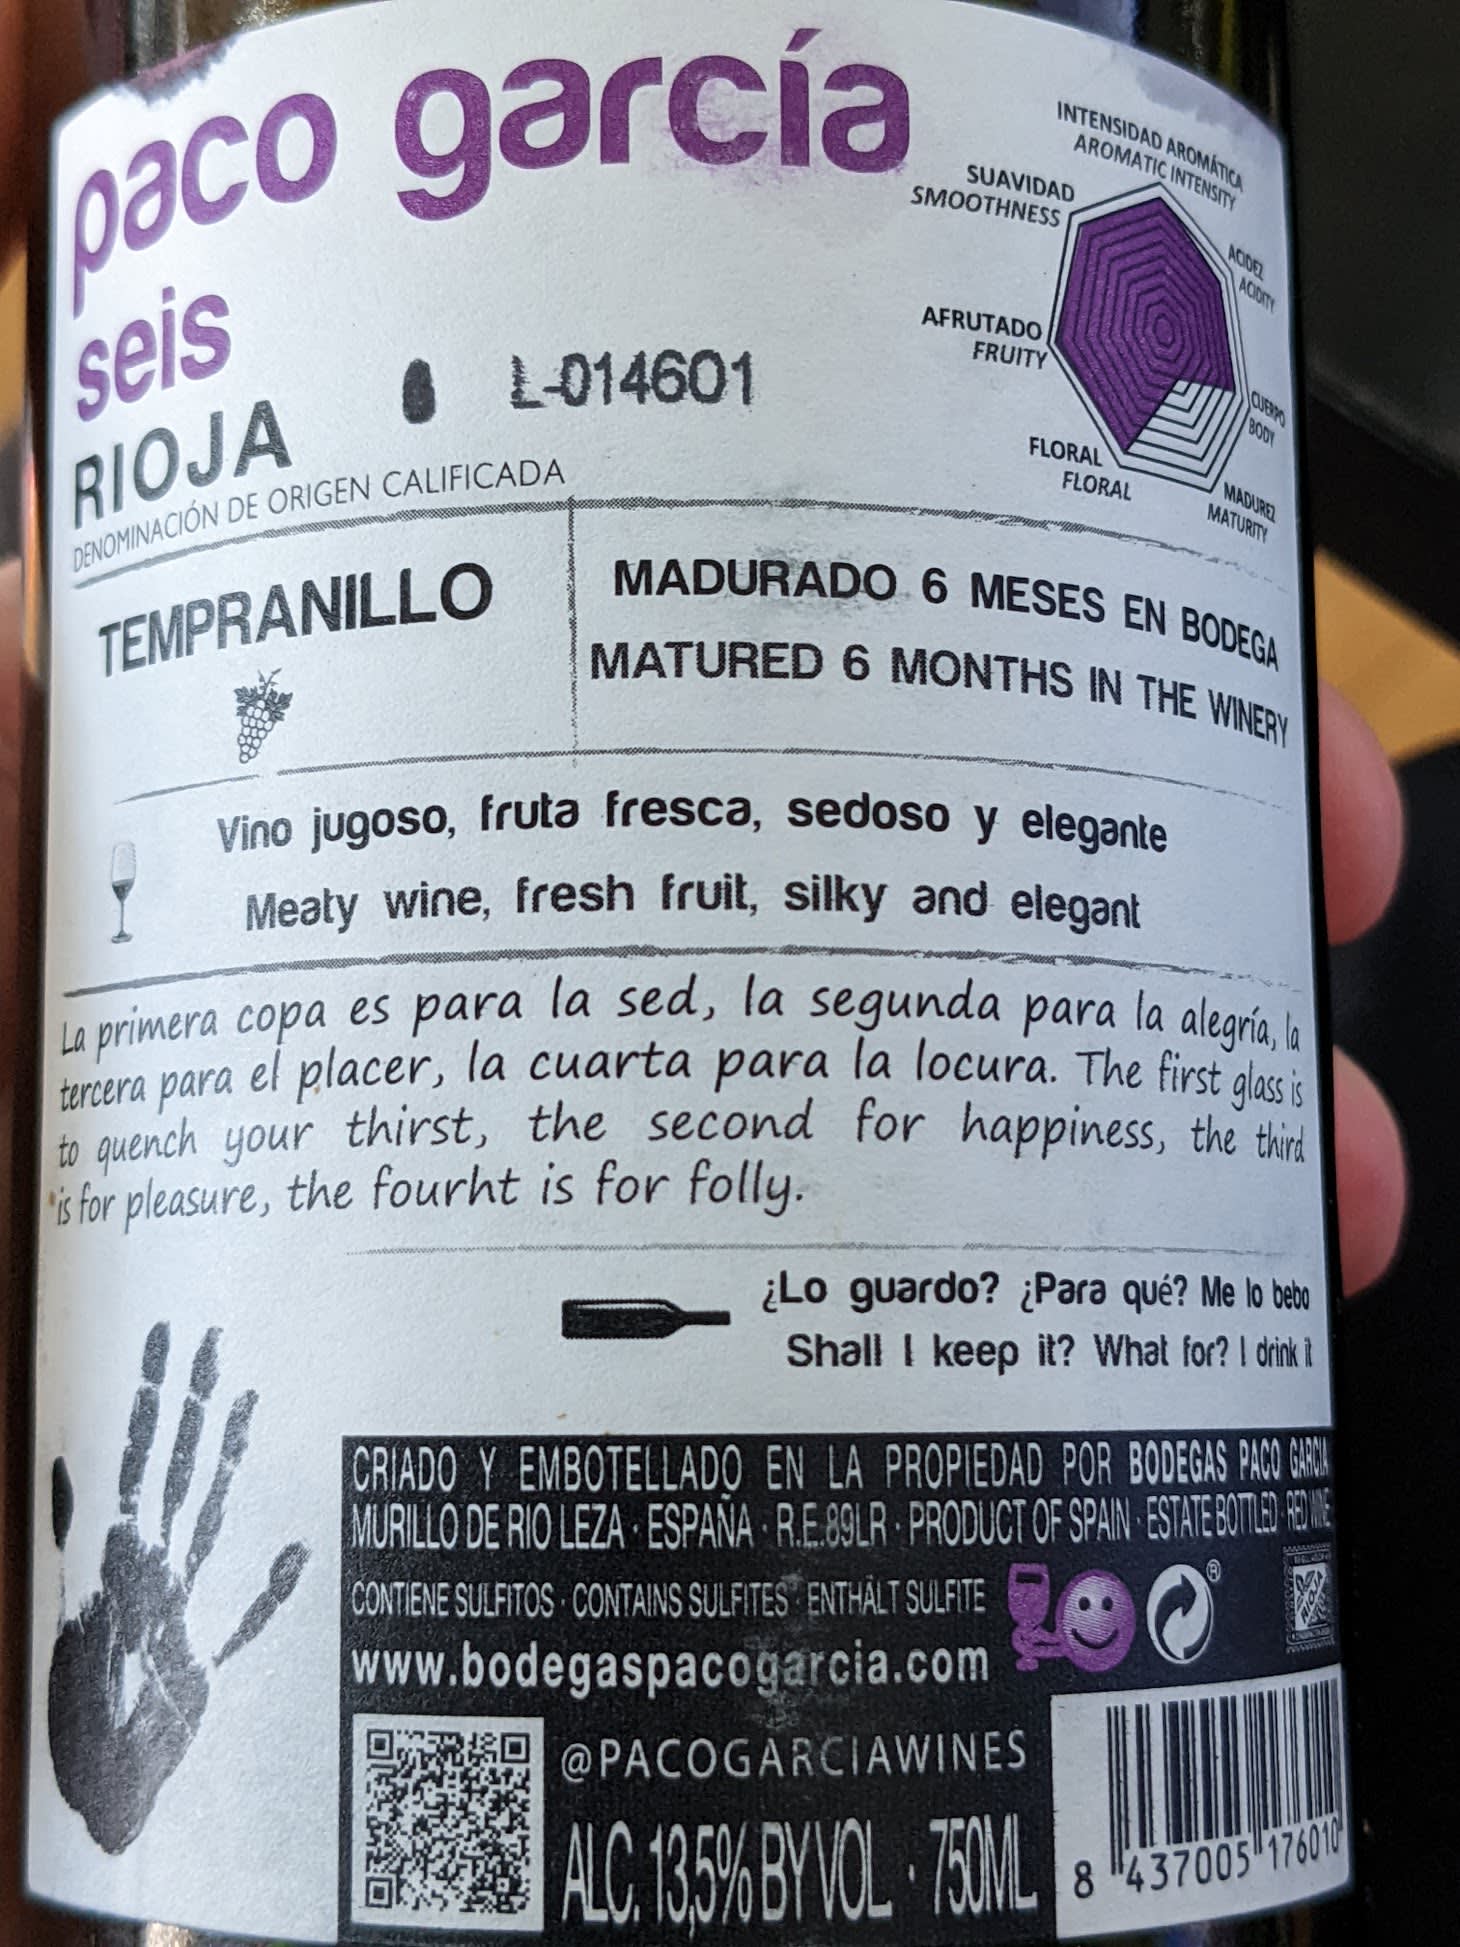 paco garcía
seis
RIOJA
DENOMINACIÓN DE ORIGEN CALIFICADA
L-014601
INTENSIDAD AROMÁTICA
AROMATIC INTENSITY
SUAVIDAD
SMOOTHNESS
ACIDEZ
ACIDITY
AFRUTADO
FRUITY
CUERPO
BODY
FLORAL
FLORAL
MADUREZ
MATURITY
TEMPRANILLO
MADURADO 6 MESES EN BODEGA
MATURED 6 MONTHS IN THE WINERY
Vino jugoso, fruta fresca, sedoso y elegante
Meaty wine, fresh fruit, silky and elegant
La primera copa es para la sed, la segunda para la alegría, la
tercera para el placer, la cuarta para la locura. The first glass is
to quench your thirst, the second for happiness, the third
is for pleasure, the fourht is for folly.
¿Lo guardo? ¿Para qué? Me lo bebo
Shall I keep it? What for? I drink it
CRIADO Y EMBOTELLADO EN LA PROPIEDAD POR BODEGAS PACO GARCIA
MURILLO DE RIO LEZA · ESPAÑA · R.E.89LR · PRODUCT OF SPAIN · ESTATE BOTTLED · RED WINE
CONTIENE SULFITOS · CONTAINS SULFITES · ENTHÄLT SULFITE
www.bodegaspacogarcia.com
RIOJA
@PACOGARCIAWINES
ALC. 13,5% BY VOL · 750ML
8 437005 176010